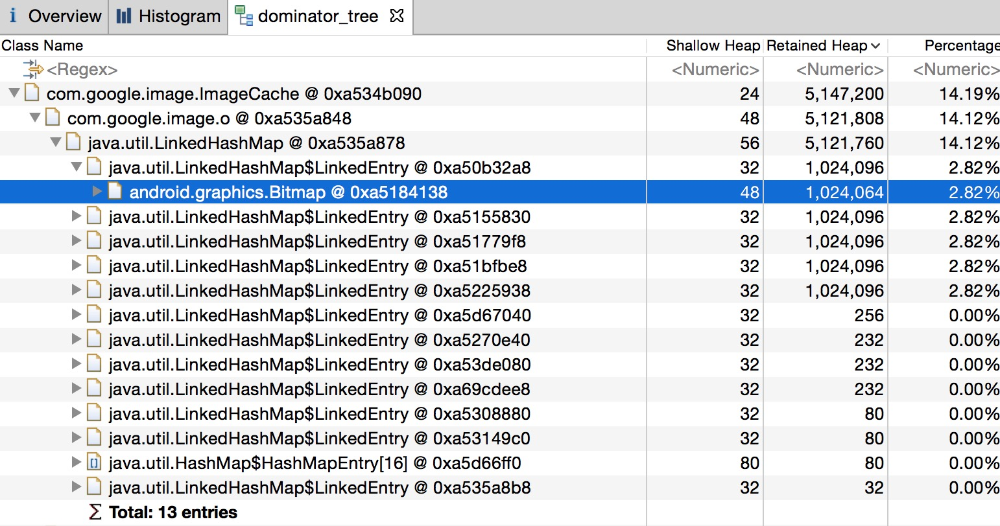 Overview Histogram dominator_tree
Class Name Shallow Heap Retained Heap Percentage
<Regex> <Numeric> <Numeric> <Numeric>
com.google.image.ImageCache @ 0xa534b090 24 5,147,200 14.19%
com.google.image.o @ 0xa535a848 48 5,121,808 14.12%
java.util.LinkedHashMap @ 0xa535a878 56 5,121,760 14.12%
java.util.LinkedHashMap$LinkedEntry @ 0xa50b32a8 32 1,024,096 2.82%
android.graphics.Bitmap @ 0xa5184138 48 1,024,064 2.82%
java.util.LinkedHashMap$LinkedEntry @ 0xa5155830 32 1,024,096 2.82%
java.util.LinkedHashMap$LinkedEntry @ 0xa51779f8 32 1,024,096 2.82%
java.util.LinkedHashMap$LinkedEntry @ 0xa51bfbe8 32 1,024,096 2.82%
java.util.LinkedHashMap$LinkedEntry @ 0xa5225938 32 1,024,096 2.82%
java.util.LinkedHashMap$LinkedEntry @ 0xa5d67040 32 256 0.00%
java.util.LinkedHashMap$LinkedEntry @ 0xa5270e40 32 232 0.00%
java.util.LinkedHashMap$LinkedEntry @ 0xa53de080 32 232 0.00%
java.util.LinkedHashMap$LinkedEntry @ 0xa69cdee8 32 232 0.00%
java.util.LinkedHashMap$LinkedEntry @ 0xa5308880 32 80 0.00%
java.util.LinkedHashMap$LinkedEntry @ 0xa53149c0 32 80 0.00%
java.util.HashMap$HashMapEntry[16] @ 0xa5d66ff0 80 80 0.00%
java.util.LinkedHashMap$LinkedEntry @ 0xa535a8b8 32 32 0.00%
Σ Total: 13 entries